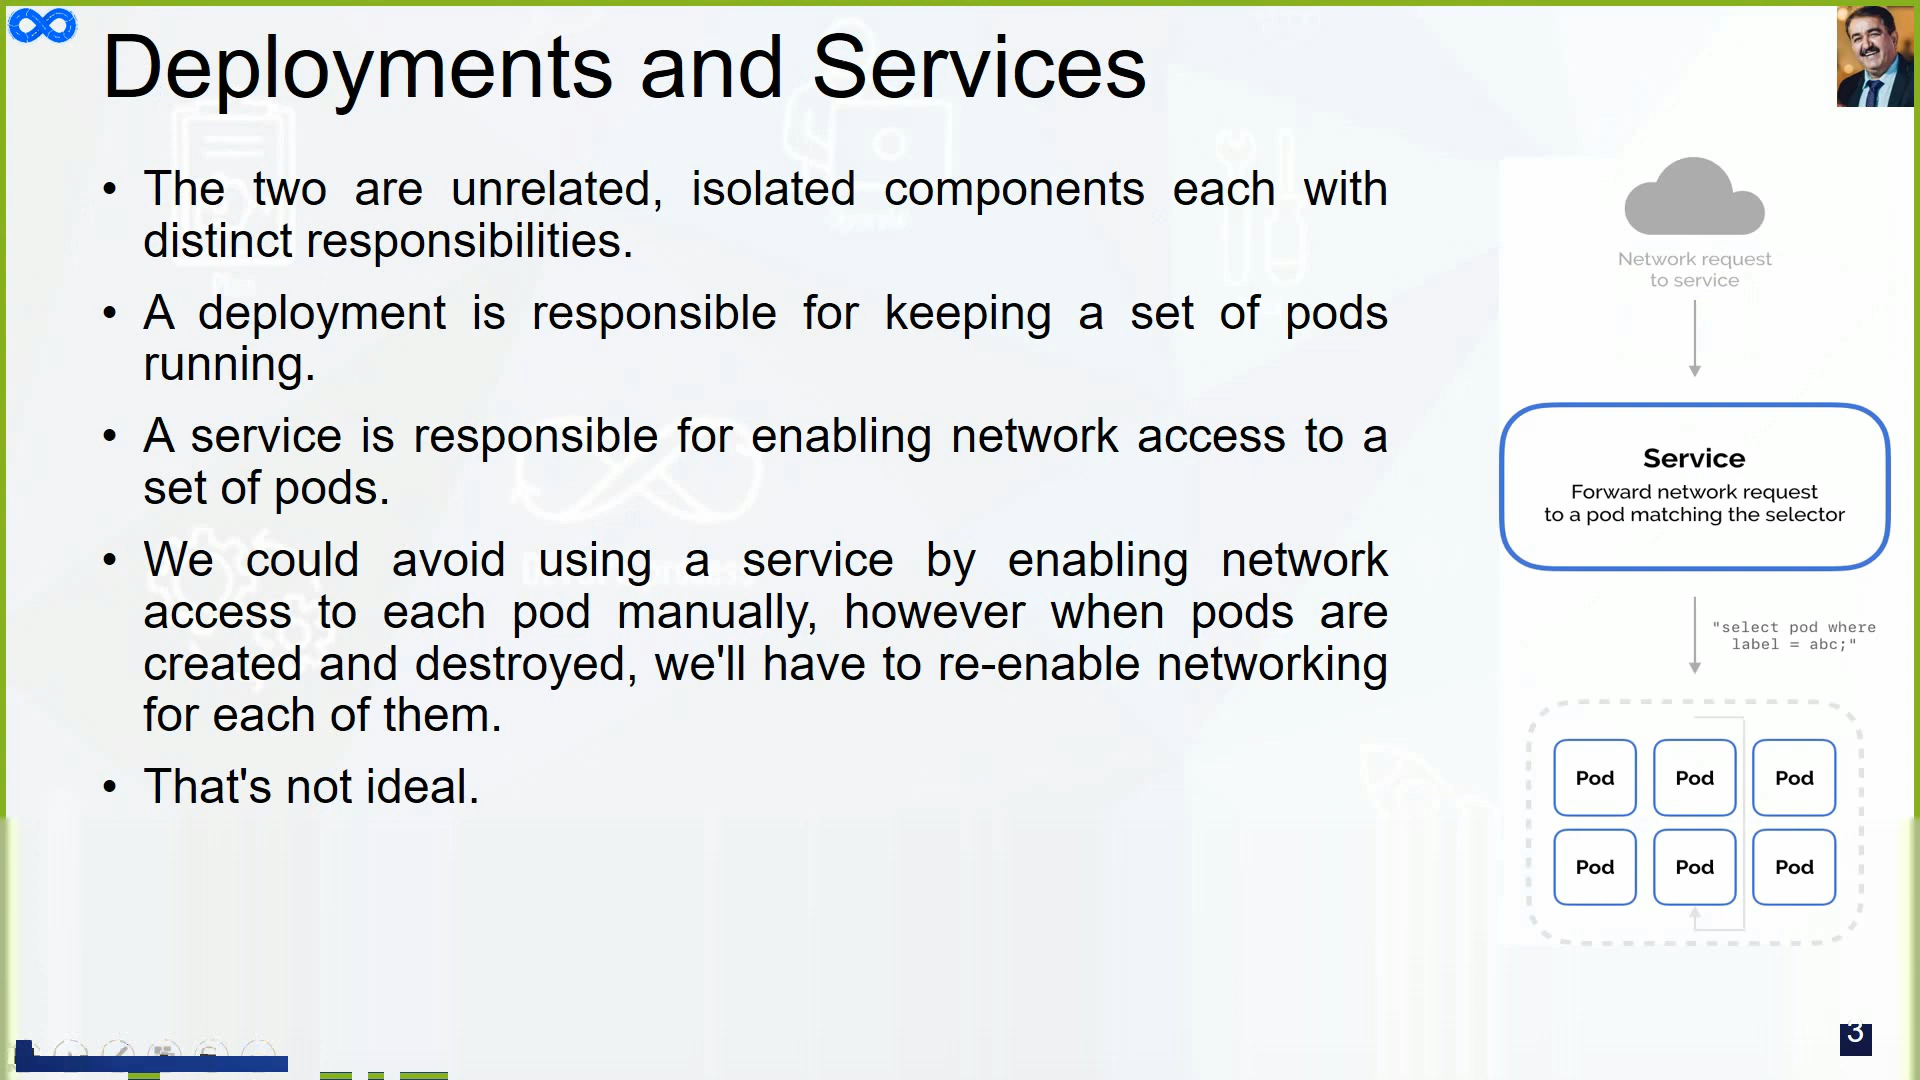 Deployments and Services
• The two are unrelated, isolated components each with
distinct responsibilities.
• A deployment is responsible for keeping a set of pods
running.
• A service is responsible for enabling network access to a
set of pods.
• We could avoid using a service by enabling network
access to each pod manually, however when pods are
created and destroyed, we'll have to re-enable networking
for each of them.
• That's not ideal.
Network request
to service
Service
Forward network request
to a pod matching the selector
"select pod where
label = abc;"
Pod Pod Pod
Pod Pod Pod
3